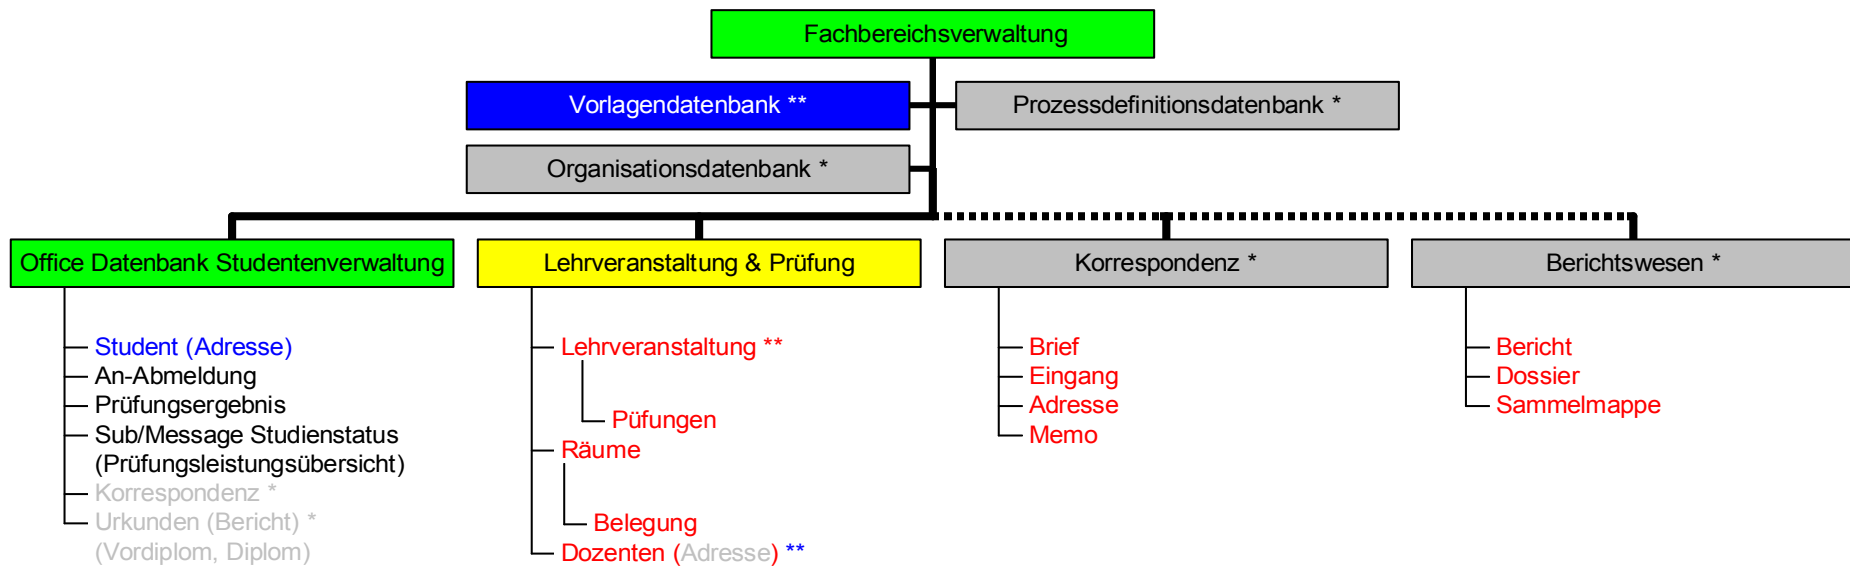 Fachbereichsverwaltung
Vorlagendatenbank **
Prozessdefinitionsdatenbank *
Organisationsdatenbank *
Office Datenbank Studentenverwaltung
Student (Adresse)
An-Abmeldung
Prüfungsergebnis
Sub/Message Studienstatus
(Prüfungsleistungsübersicht)
Korrespondenz *
Urkunden (Bericht) *
(Vordiplom, Diplom)
Lehrveranstaltung & Prüfung
Lehrveranstaltung **
Püfungen
Räume
Belegung
Dozenten (Adresse) **
Korrespondenz *
Brief
Eingang
Adresse
Memo
Berichtswesen *
Bericht
Dossier
Sammelmappe